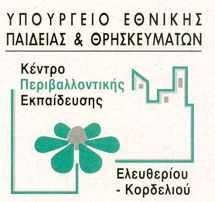 ΥΠΟΥΡΓΕΙΟ ΕΘΝΙΚΗΣ
ΠΑΙΔΕΙΑΣ & ΘΡΗΣΚΕΥΜΑΤΩΝ
Κέντρο
Περιβαλλοντικής
Εκπαίδευσης
Ελευθερίου
- Κορδελιού